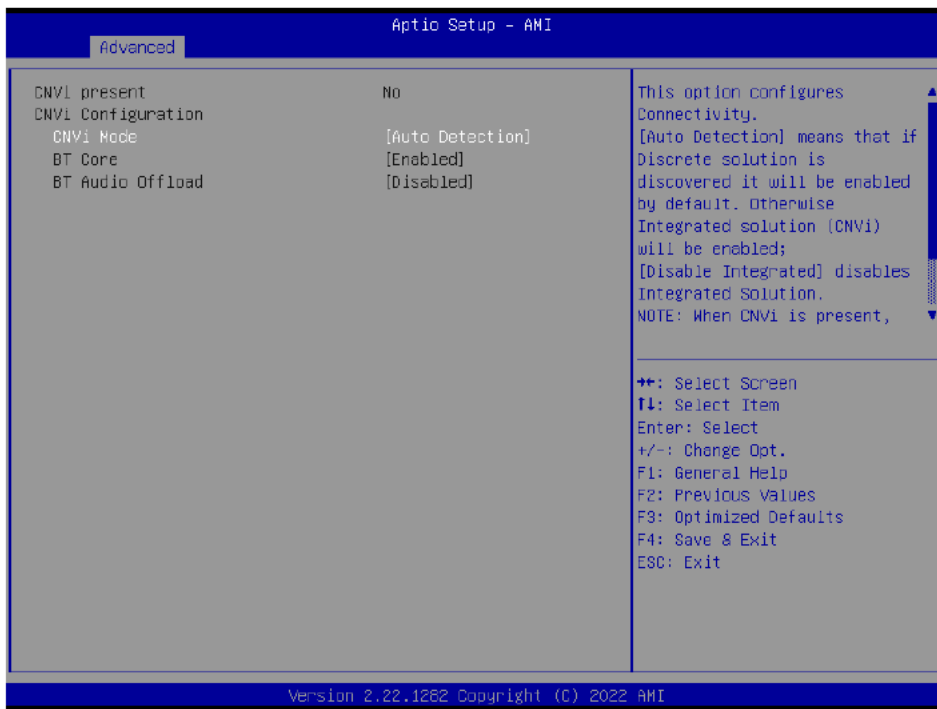 Aptio Setup – AMI
Advanced
CNVi present No
CNVi Configuration
CNVi Mode [Auto Detection]
BT Core [Enabled]
BT Audio Offload [Disabled]
This option configures
Connectivity.
[Auto Detection] means that if
Discrete solution is
discovered it will be enabled
by default. Otherwise
Integrated solution (CNVi)
will be enabled;
[Disable Integrated] disables
Integrated Solution.
NOTE: When CNVi is present,
→←: Select Screen
↑↓: Select Item
Enter: Select
+/-: Change Opt.
F1: General Help
F2: Previous Values
F3: Optimized Defaults
F4: Save & Exit
ESC: Exit
Version 2.22.1282 Copyright (C) 2022 AMI